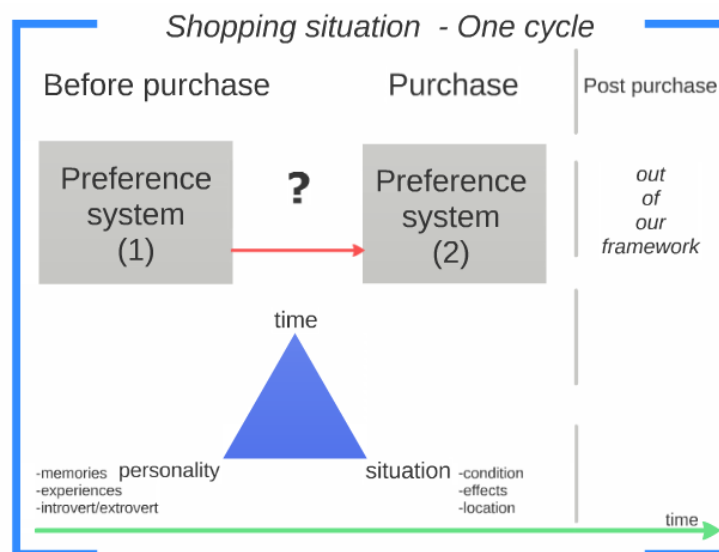 Shopping situation - One cycle
Before purchase
Purchase
Post purchase
Preference
system
(1)
?
Preference
system
(2)
out
of
our
framework
time
personality
-memories
-experiences
-introvert/extrovert
situation
-condition
-effects
-location
time